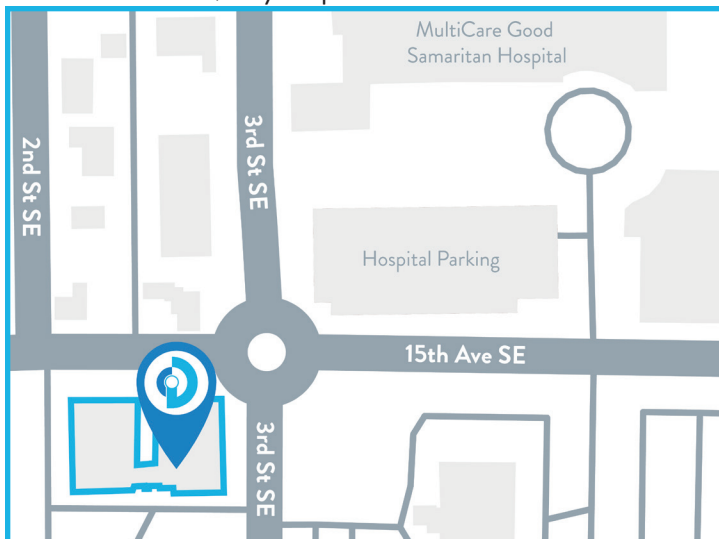 MultiCare Good
Samaritan Hospital
2nd St SE
3rd St SE
Hospital Parking
15th Ave SE
3rd St SE